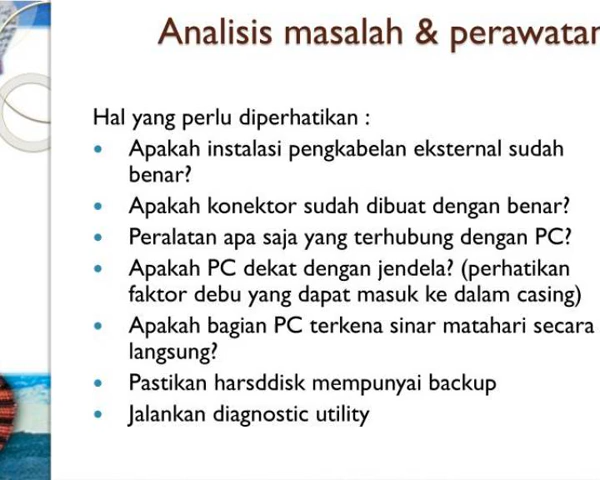 Analisis masalah & perawatan
Hal yang perlu diperhatikan :
• Apakah instalasi pengkabelan eksternal sudah
benar?
• Apakah konektor sudah dibuat dengan benar?
• Peralatan apa saja yang terhubung dengan PC?
• Apakah PC dekat dengan jendela? (perhatikan
faktor debu yang dapat masuk ke dalam casing)
• Apakah bagian PC terkena sinar matahari secara
langsung?
• Pastikan harsddisk mempunyai backup
• Jalankan diagnostic utility